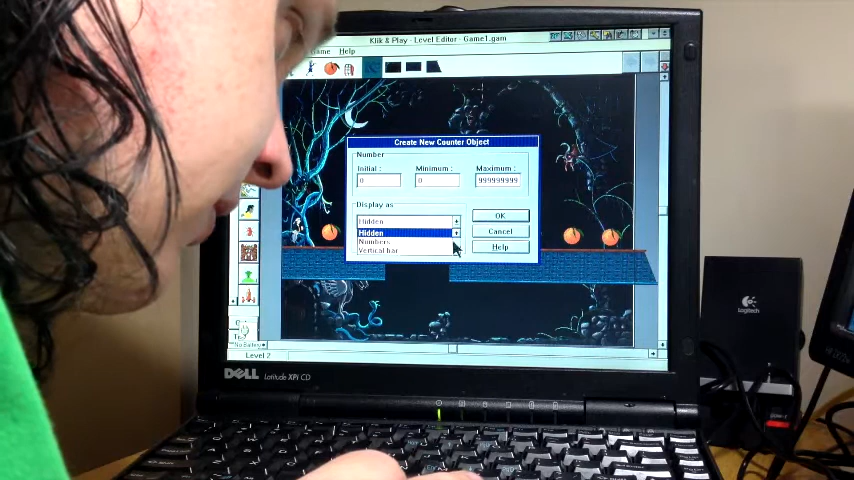 Klik & Play - Level Editor - Game1.gam
Game Help
Create New Counter Object
Number
Initial : Minimum : Maximum :
0 0 999999999
Display as
Hidden
Hidden
Numbers
Vertical bar
OK
Cancel
Help
Level 2
DELL Latitude XPi CD
Logitech